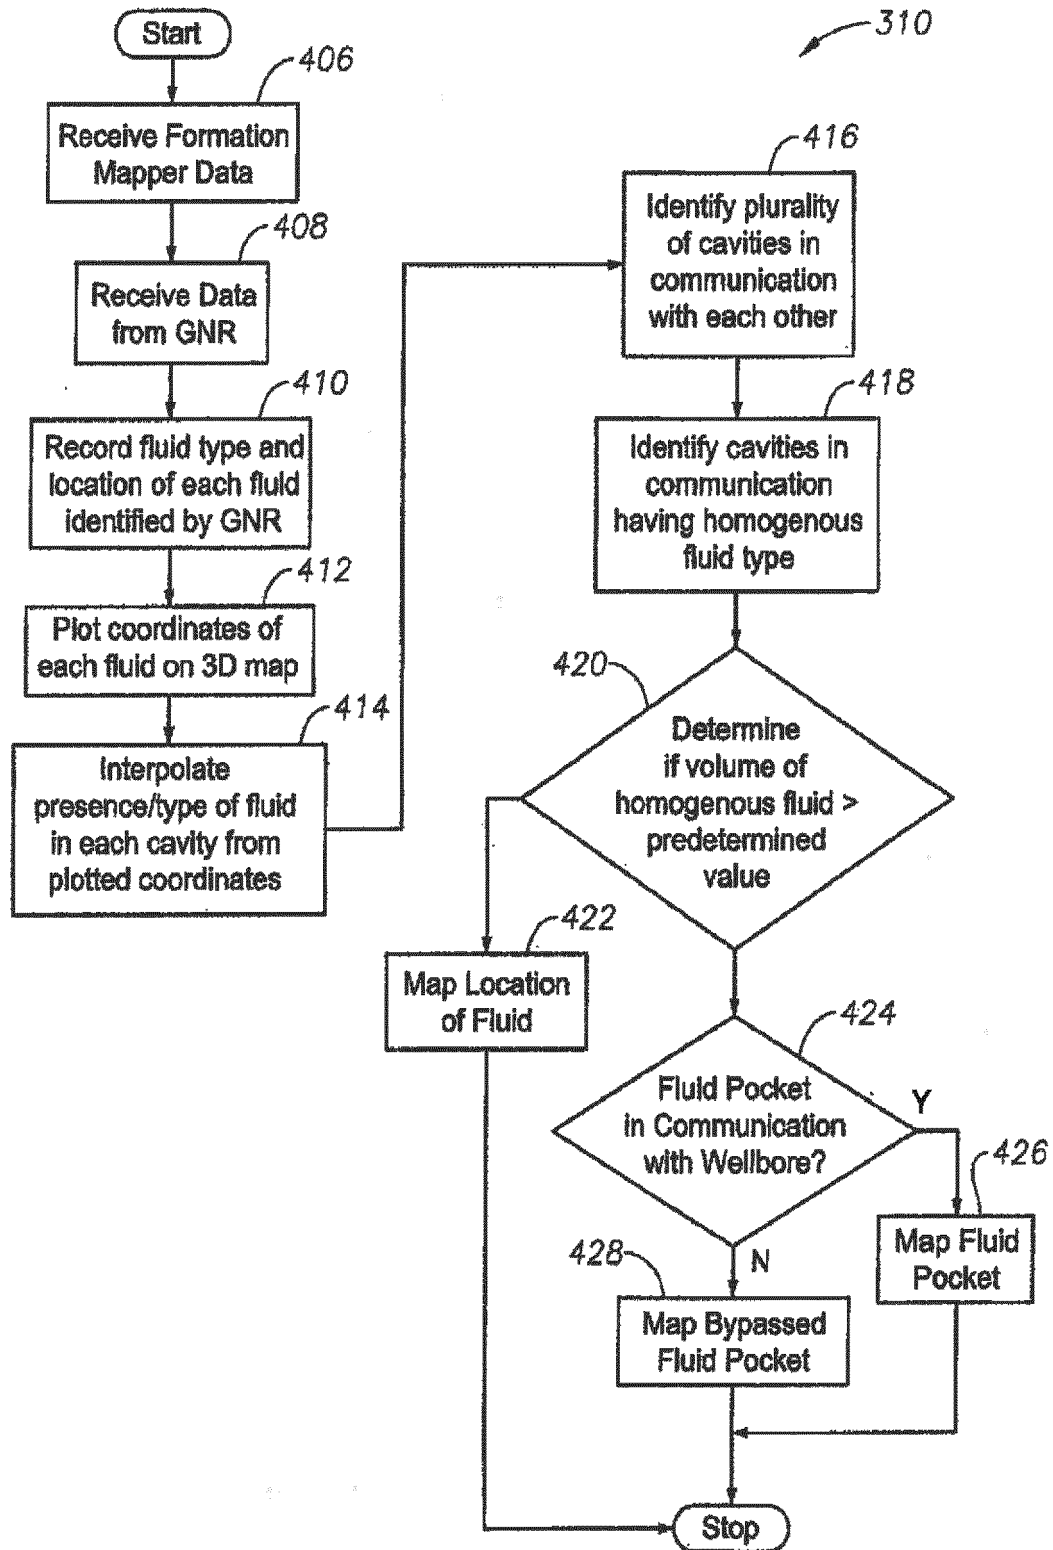 310
Start
406
Receive Formation
Mapper Data
408
Receive Data
from GNR
410
Record fluid type and
location of each fluid
identified by GNR
412
Plot coordinates of
each fluid on 3D map
414
Interpolate
presence/type of fluid
in each cavity from
plotted coordinates
416
Identify plurality
of cavities in
communication
with each other
418
Identify cavities in
communication
having homogenous
fluid type
420
Determine
if volume of
homogenous fluid >
predetermined
value
422
Map Location
of Fluid
424
Fluid Pocket
in Communication
with Wellbore?
Y
426
Map Fluid
Pocket
N
428
Map Bypassed
Fluid Pocket
Stop